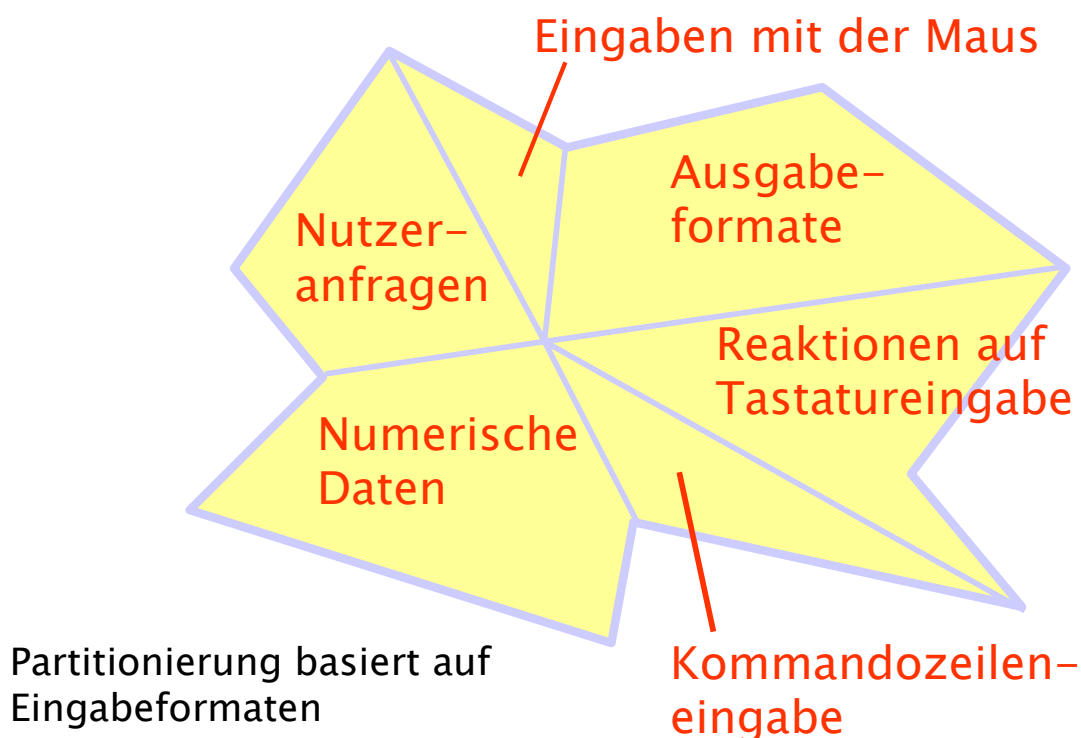 Eingaben mit der Maus
Ausgabe-
formate
Nutzer-
anfragen
Reaktionen auf
Tastatureingabe
Numerische
Daten
Partitionierung basiert auf
Eingabeformaten
Kommandozeilen-
eingabe